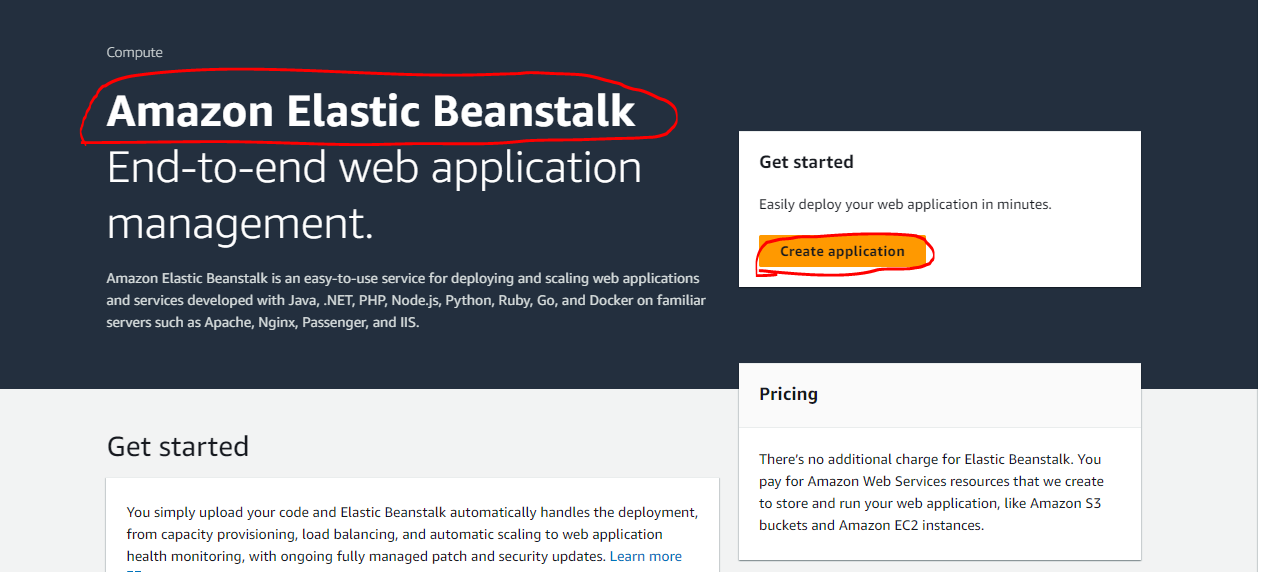 Compute
Amazon Elastic Beanstalk
End-to-end web application
management.
Amazon Elastic Beanstalk is an easy-to-use service for deploying and scaling web applications
and services developed with Java, .NET, PHP, Node.js, Python, Ruby, Go, and Docker on familiar
servers such as Apache, Nginx, Passenger, and IIS.
Get started
Easily deploy your web application in minutes.
Create application
Pricing
There's no additional charge for Elastic Beanstalk. You
pay for Amazon Web Services resources that we create
to store and run your web application, like Amazon S3
buckets and Amazon EC2 instances.
Get started
You simply upload your code and Elastic Beanstalk automatically handles the deployment,
from capacity provisioning, load balancing, and automatic scaling to web application
health monitoring, with ongoing fully managed patch and security updates. Learn more